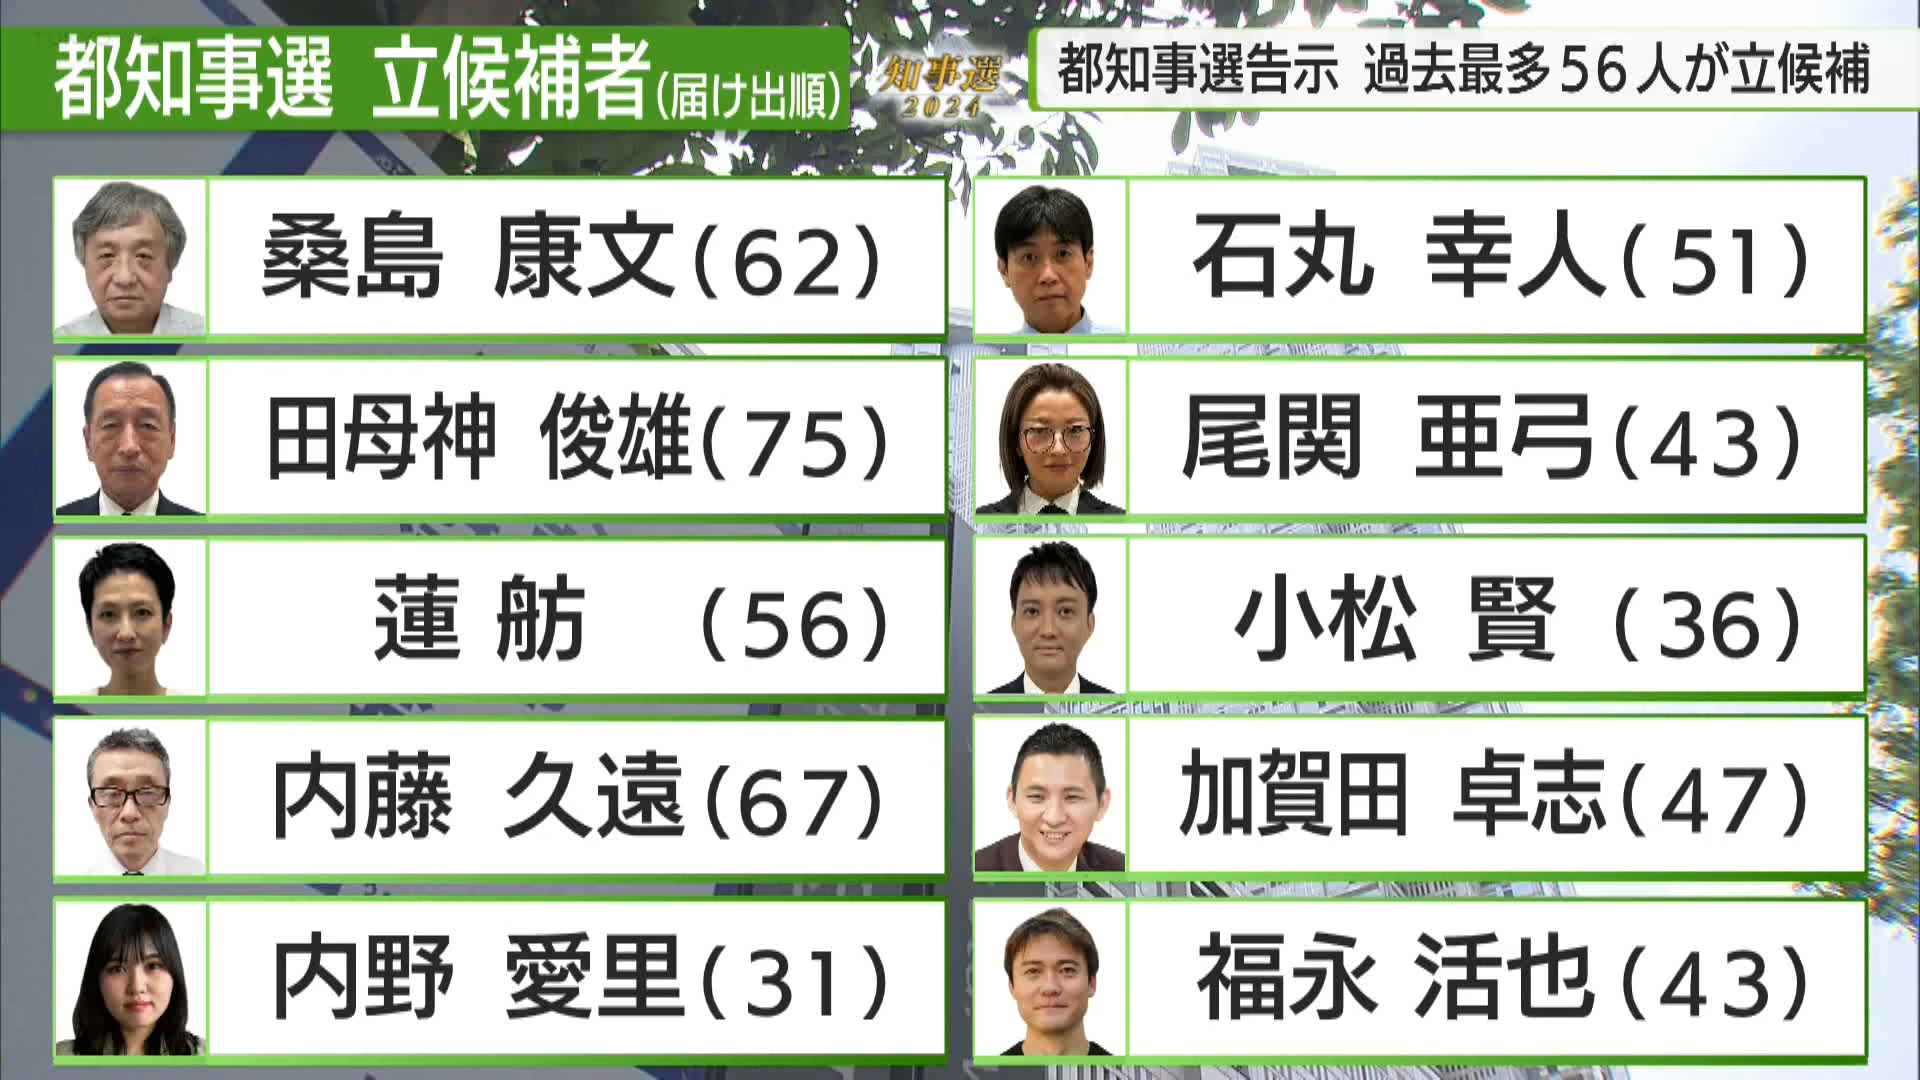 都知事選 立候補者(届け出順)
知事選
2024
都知事選告示 過去最多56人が立候補
桑島 康文(62)
田母神 俊雄(75)
蓮舫 (56)
内藤 久遠(67)
内野 愛里(31)
石丸 幸人(51)
尾関 亜弓(43)
小松 賢 (36)
加賀田 卓志(47)
福永 活也(43)